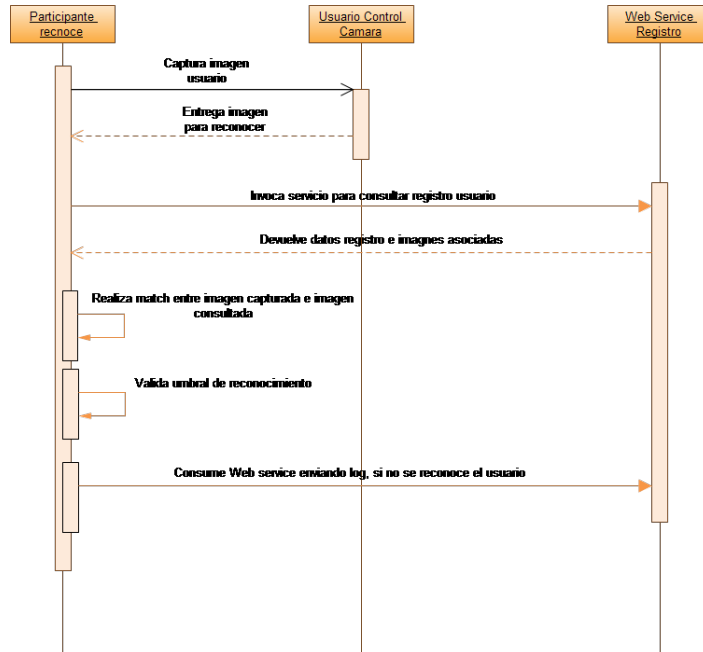 Participante
recnoce
Usuario Control
Camara
Web Service
Registro
Captura imagen
usuario
Entrega imagen
para reconocer
Invoca servicio para consultar registro usuario
Devuelve datos registro e imagnes asociadas
Realiza match entre imagen capturada e imagen
consultada
Valida umbral de reconocimiento
Consume Web service enviando log, si no se reconoce el usuario